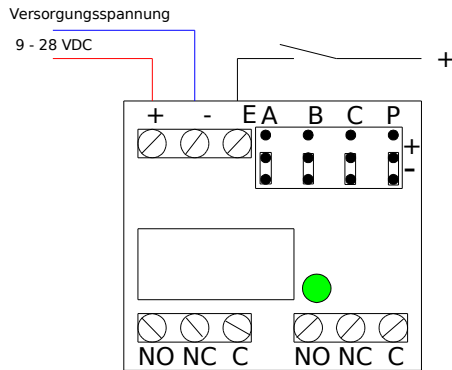 Versorgungsspannung
9 - 28 VDC
+
+ - E A B C P
+
-
NO NC C NO NC C